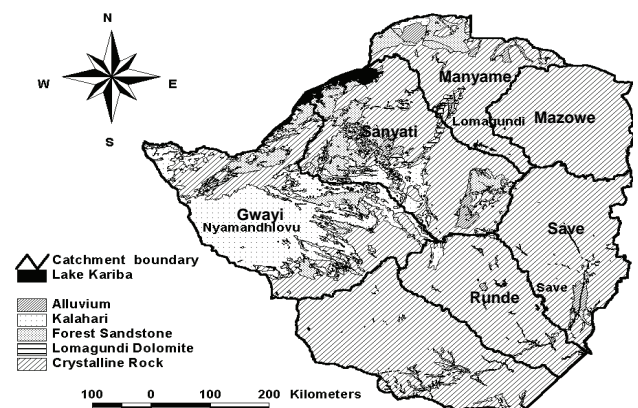 N
W
E
S
Manyame
Lomagundi
Mazowe
Sanyati
Gwayi
Nyamandhlovu
Save
Save
Runde
Catchment boundary
Lake Kariba
Alluvium
Kalahari
Forest Sandstone
Lomagundi Dolomite
Crystalline Rock
100 0 100 200 Kilometers